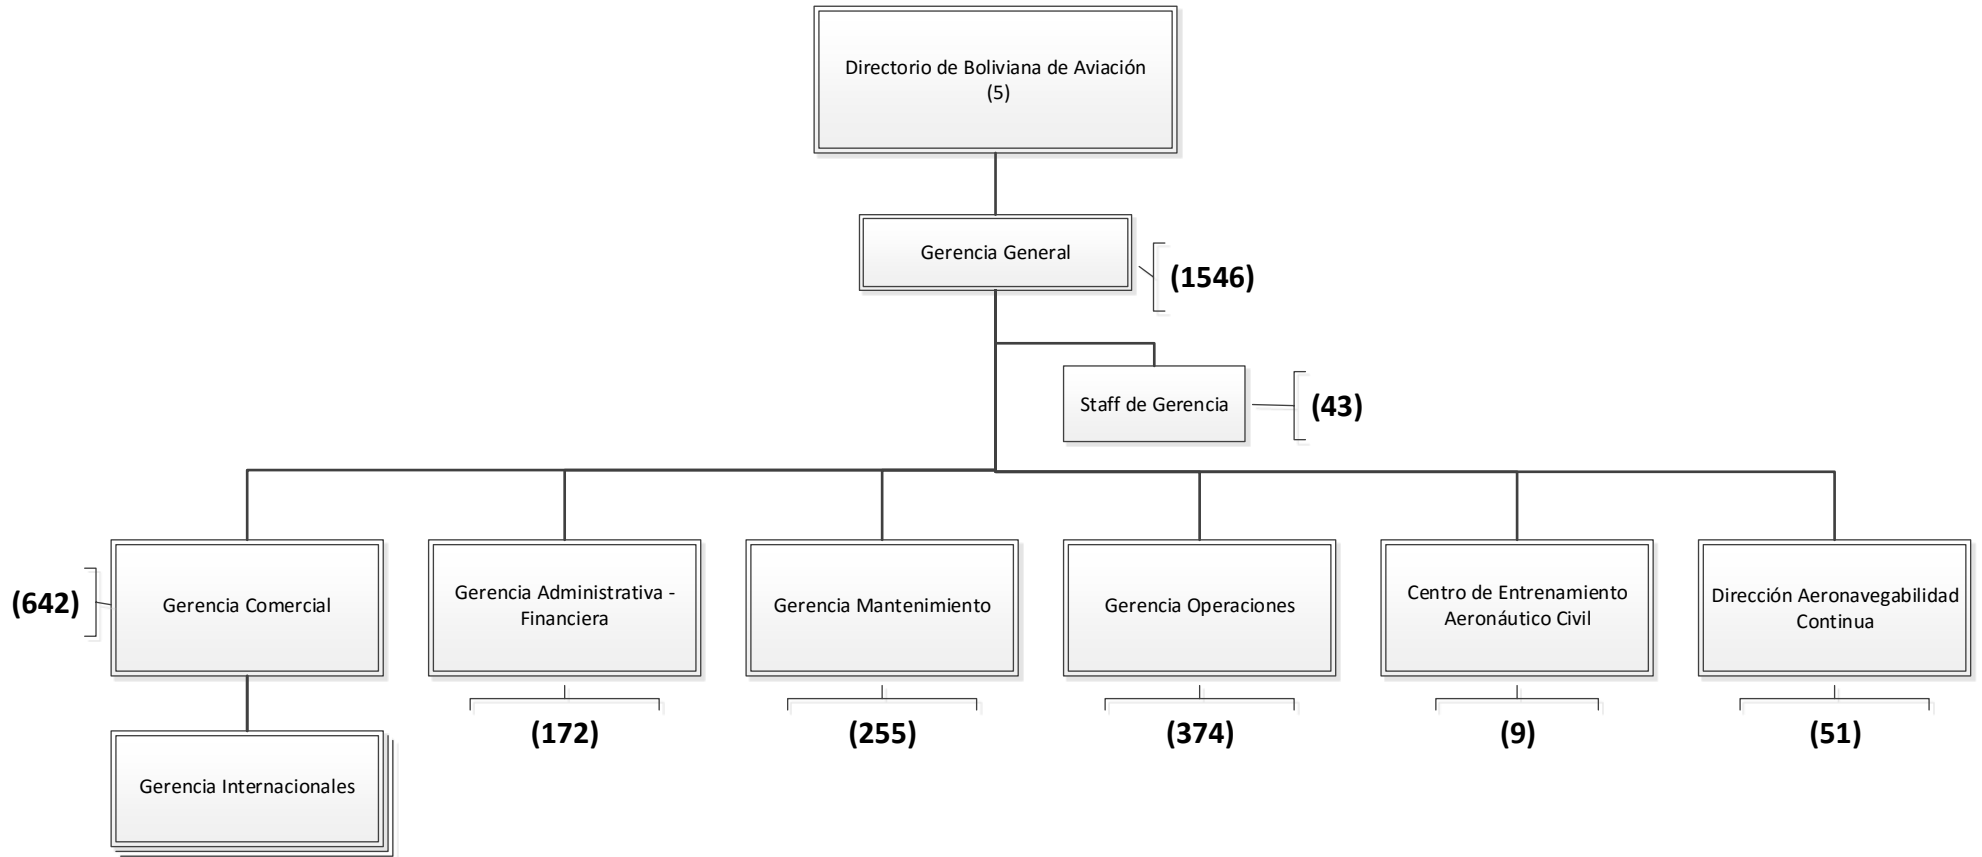 Directorio de Boliviana de Aviación
(5)
Gerencia General
(1546)
Staff de Gerencia
(43)
(642)
Gerencia Comercial
Gerencia Administrativa -
Financiera
Gerencia Mantenimiento
Gerencia Operaciones
Centro de Entrenamiento
Aeronáutico Civil
Dirección Aeronavegabilidad
Continua
(172)
(255)
(374)
(9)
(51)
Gerencia Internacionales